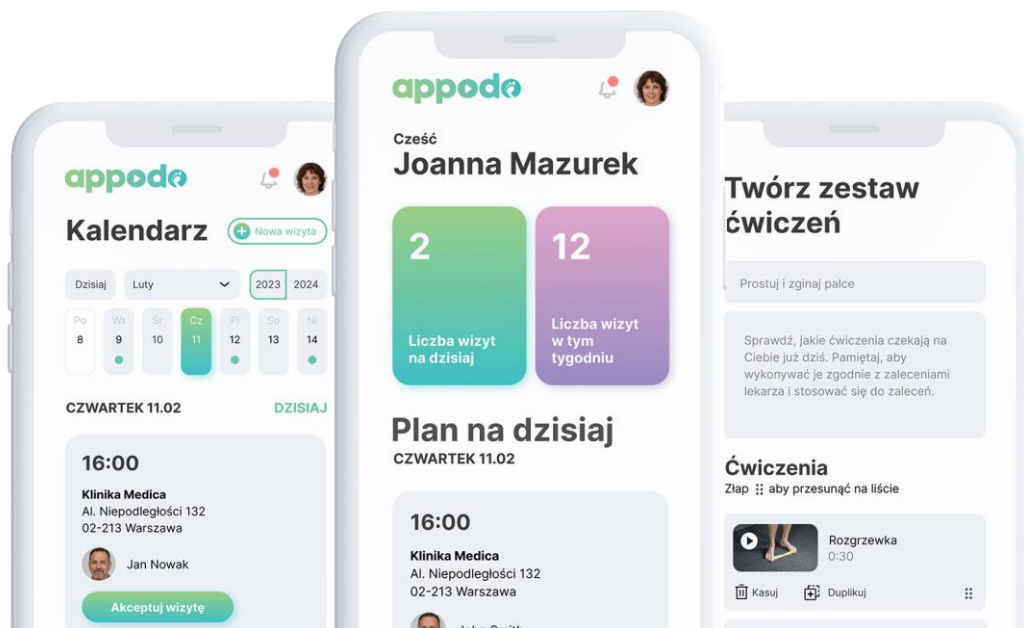 appodo
Kalendarz
Nowa wizyta
Dzisiaj
Luty
2023
2024
Po
Wt
Śr
Cz
Pi
So
Ni
8
9
10
11
12
13
14
CZWARTEK 11.02
DZISIAJ
16:00
Klinika Medica
Al. Niepodległości 132
02-213 Warszawa
Jan Nowak
Akceptuj wizytę
appodo
Cześć
Joanna Mazurek
2
Liczba wizyt
na dzisiaj
12
Liczba wizyt
w tym
tygodniu
Plan na dzisiaj
CZWARTEK 11.02
16:00
Klinika Medica
Al. Niepodległości 132
02-213 Warszawa
John Smith
Twórz zestaw
ćwiczeń
Prostuj i zginaj palce
Sprawdź, jakie ćwiczenia czekają na
Ciebie już dziś. Pamiętaj, aby
wykonywać je zgodnie z zaleceniami
lekarza i stosować się do zaleceń.
Ćwiczenia
Złap aby przesunąć na liście
Rozgrzewka
0:30
Kasuj
Duplikuj